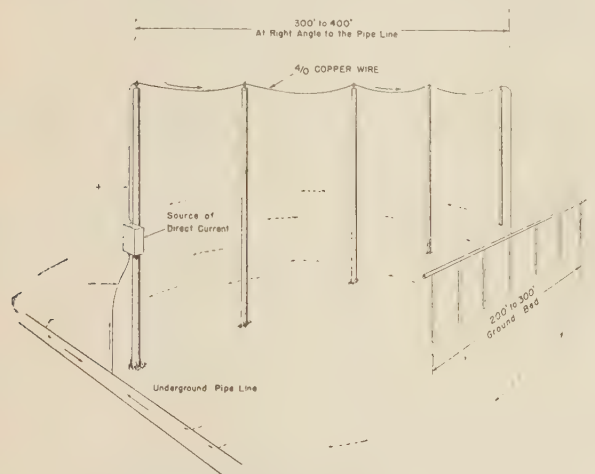 300' to 400'
At Right Angle to the Pipe Line
4/0 COPPER WIRE
Source of
Direct Current
200' to 300'
Ground Bed
Underground Pipe Line